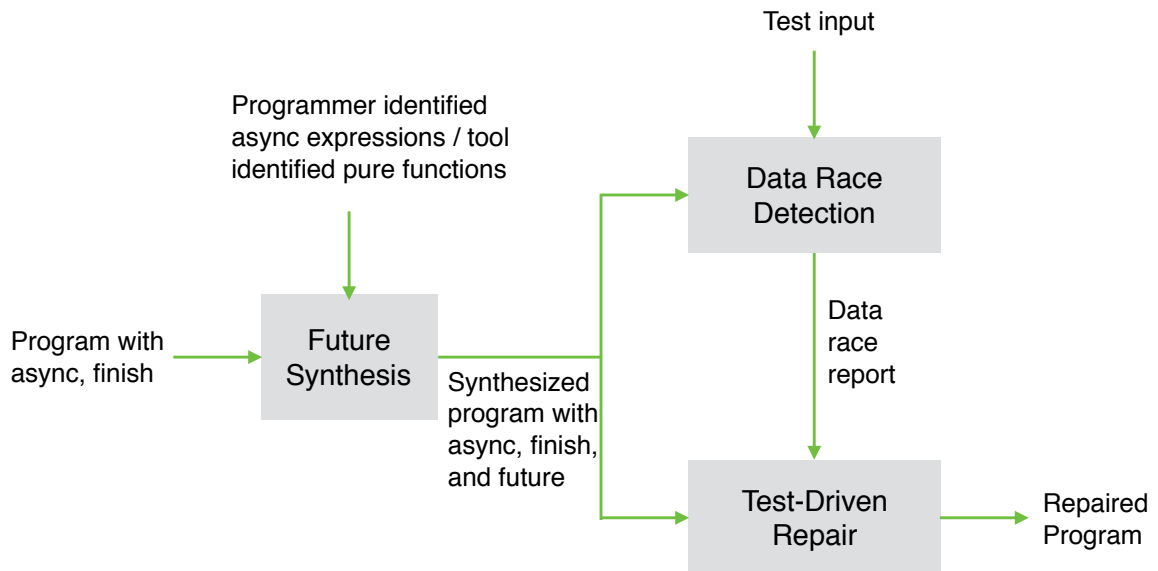 Test input
Programmer identified
async expressions / tool
identified pure functions
Data Race
Detection
Program with
async, finish
Future
Synthesis
Synthesized
program with
async, finish,
and future
Data
race
report
Test-Driven
Repair
Repaired
Program